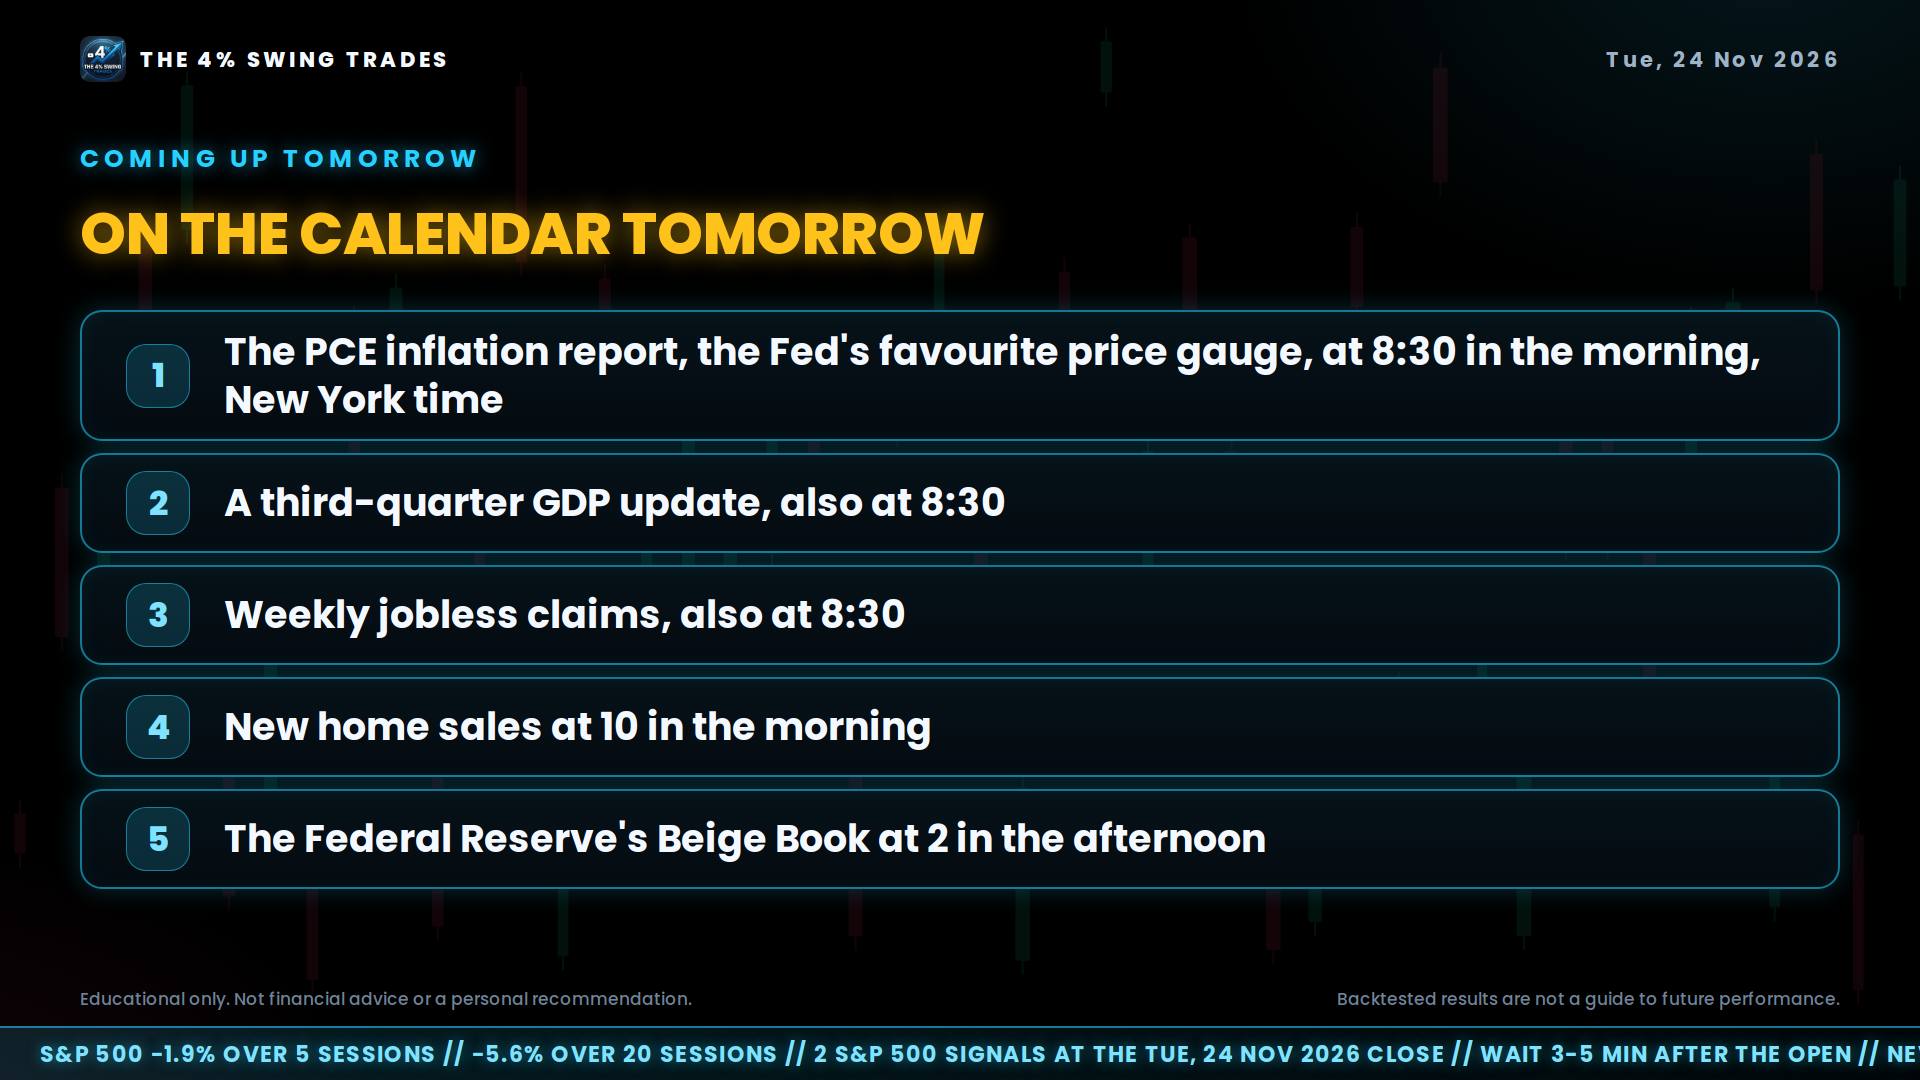 THE 4% SWING TRADES
Tue, 24 Nov 2026
COMING UP TOMORROW
ON THE CALENDAR TOMORROW
1
The PCE inflation report, the Fed's favourite price gauge, at 8:30 in the morning,
New York time
2
A third-quarter GDP update, also at 8:30
3
Weekly jobless claims, also at 8:30
4
New home sales at 10 in the morning
5
The Federal Reserve's Beige Book at 2 in the afternoon
Educational only. Not financial advice or a personal recommendation.
Backtested results are not a guide to future performance.
S&P 500 -1.9% OVER 5 SESSIONS // -5.6% OVER 20 SESSIONS // 2 S&P 500 SIGNALS AT THE TUE, 24 NOV 2026 CLOSE // WAIT 3-5 MIN AFTER THE OPEN //